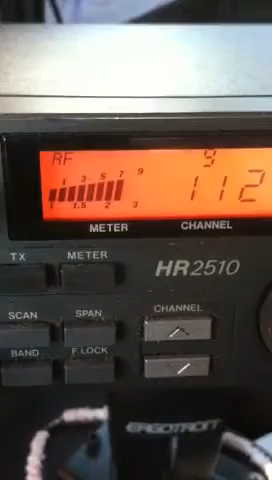 RF 9
1 3 5 7 9
112
1 1.5 2 3
METER CHANNEL
TX METER
HR2510
CHANNEL
SCAN SPAN
BAND F.LOCK
ERGOTRON